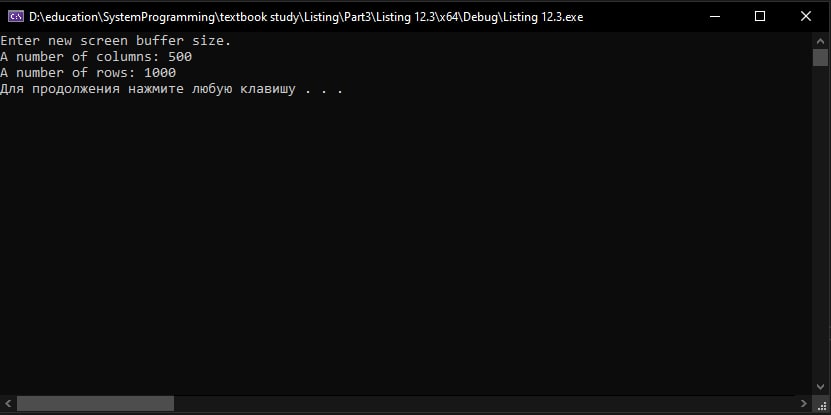 D:\education\SystemProgramming\textbook study\Listing\Part3\Listing 12.3\x64\Debug\Listing 12.3.exe
Enter new screen buffer size.
A number of columns: 500
A number of rows: 1000
Для продолжения нажмите любую клавишу . . .